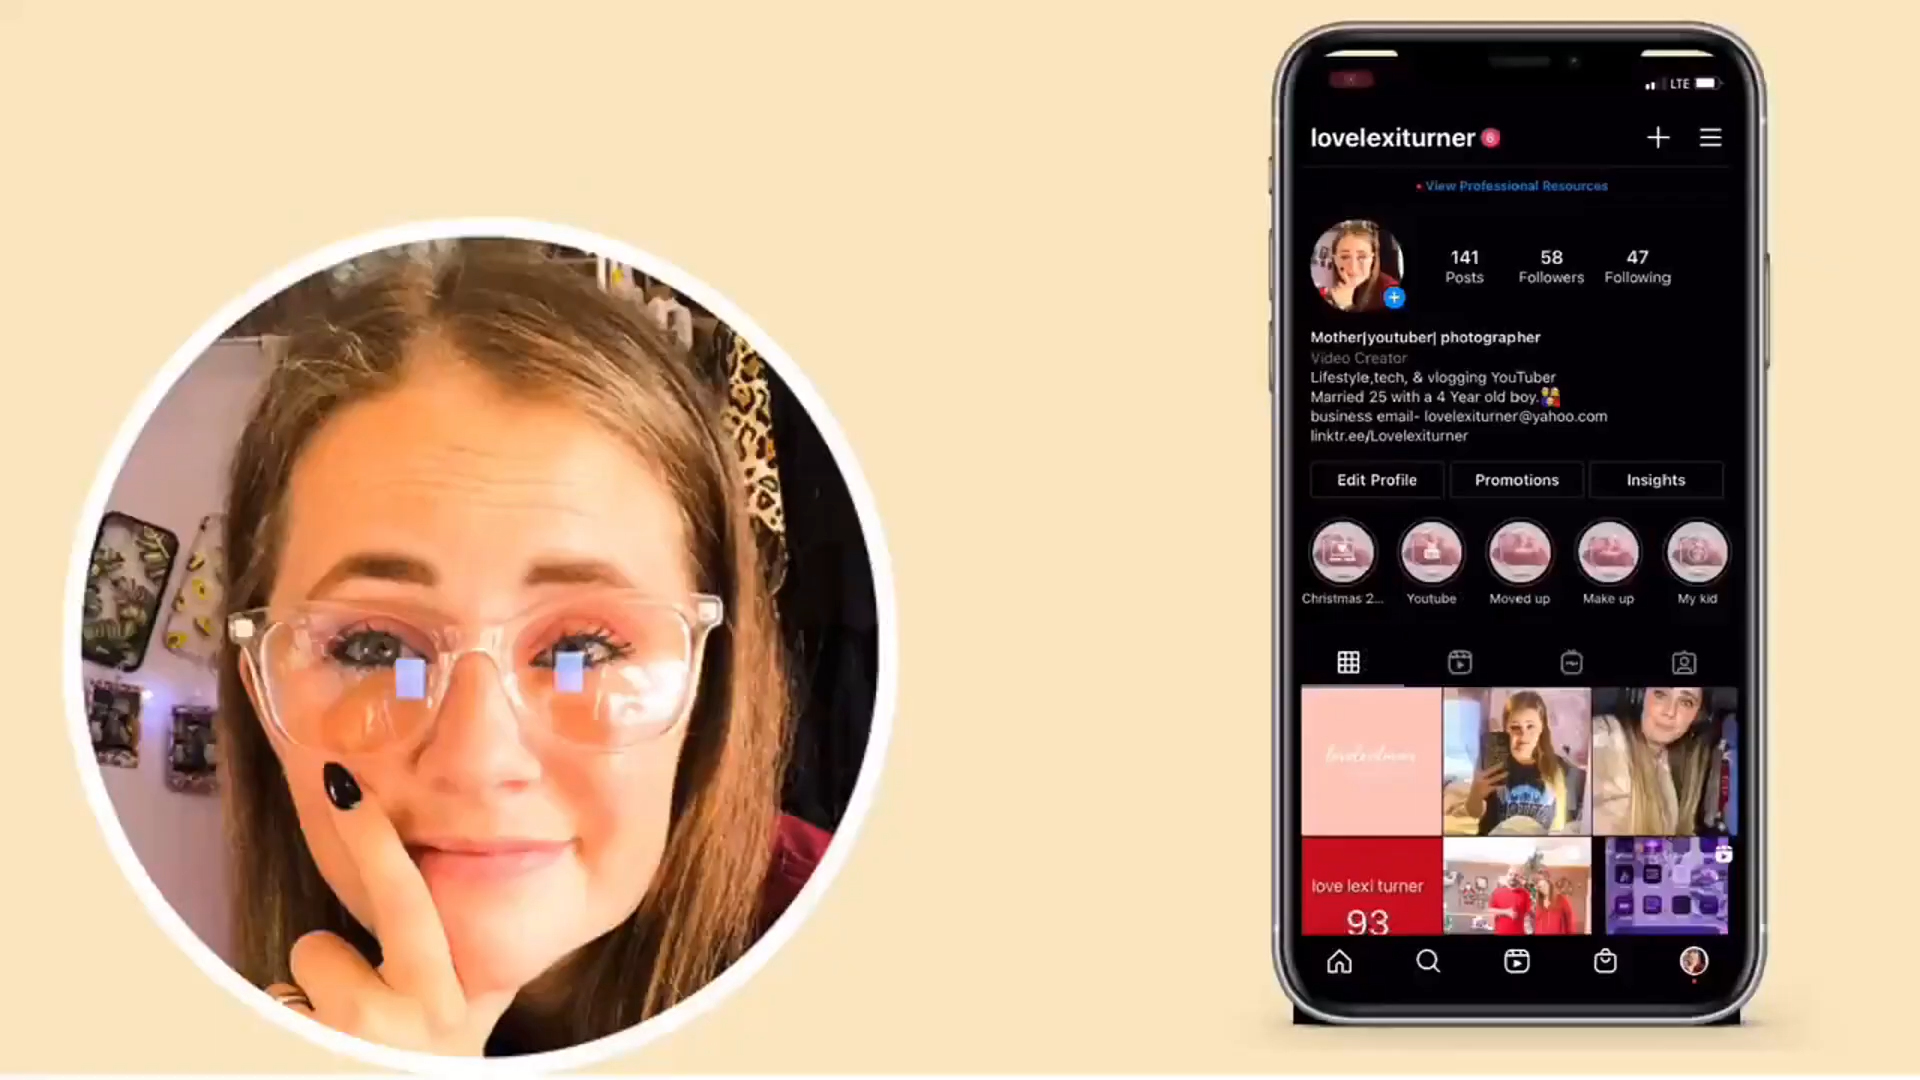 LTE
lovelexiturner 6
View Professional Resources
141 58 47
Posts Followers Following
Mother|youtuber| photographer
Video Creator
Lifestyle,tech, & vlogging YouTuber
Married 25 with a 4 Year old boy.
business email- lovelexiturner@yahoo.com
linktr.ee/Lovelexiturner
Edit Profile Promotions Insights
Christmas 2... Youtube Moved up Make up My kid
lovelexiturner
love lexi turner
93